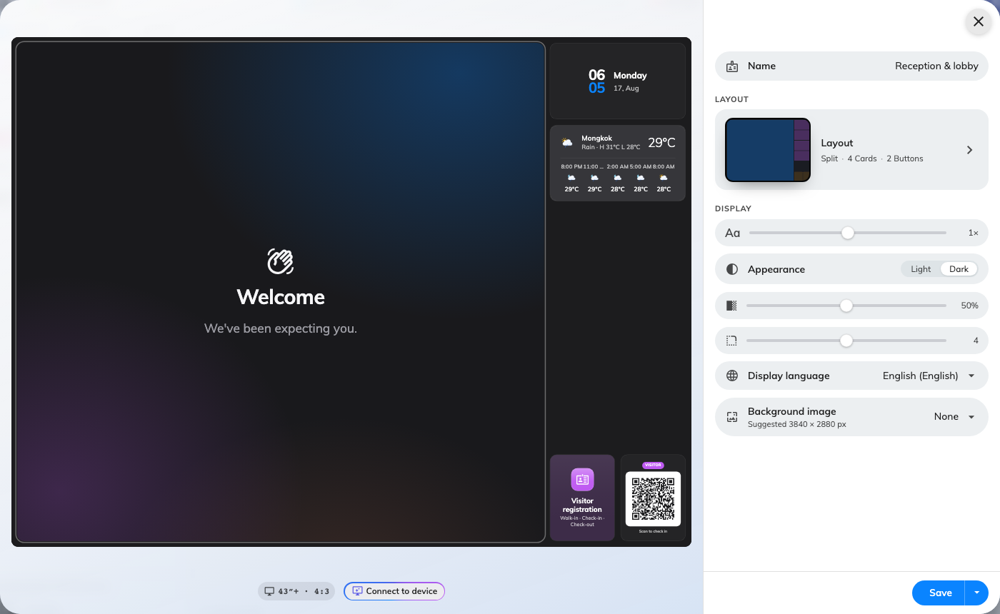 06
05
Monday
17, Aug
Mongkok
Rain · H 31°C L 28°C
29°C
8:00 PM 11:00 ... 2:00 AM 5:00 AM 8:00 AM
29°C 29°C 28°C 28°C 28°C
Welcome
We've been expecting you.
Visitor
registration
Walk-in · Check-in ·
Check-out
VISITOR
Scan to check in
43″+ · 4:3
Connect to device
Name
Reception & lobby
LAYOUT
Layout
Split · 4 Cards · 2 Buttons
DISPLAY
Aa
1×
Appearance
Light
Dark
50%
4
Display language
English (English)
Background image
Suggested 3840 × 2880 px
None
Save